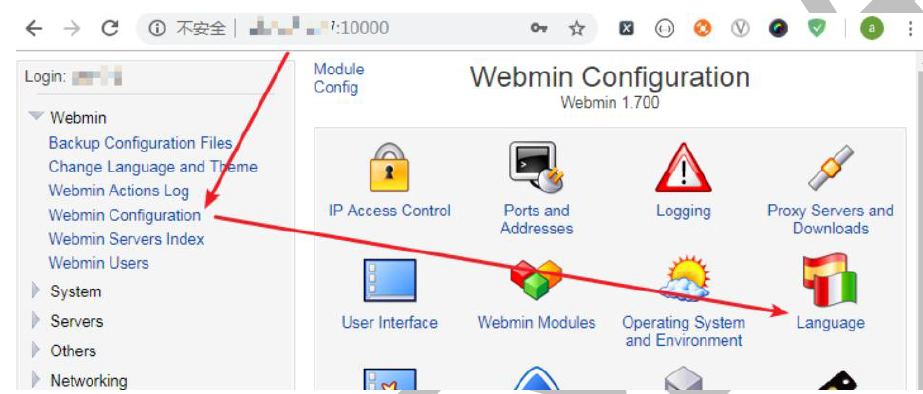 不安全
:10000
a
Login:
Webmin
Backup Configuration Files
Change Language and Theme
Webmin Actions Log
Webmin Configuration
Webmin Servers Index
Webmin Users
System
Servers
Others
Networking
Module
Config
Webmin Configuration
Webmin 1.700
IP Access Control
Ports and
Addresses
Logging
Proxy Servers and
Downloads
User Interface
Webmin Modules
Operating System
and Environment
Language